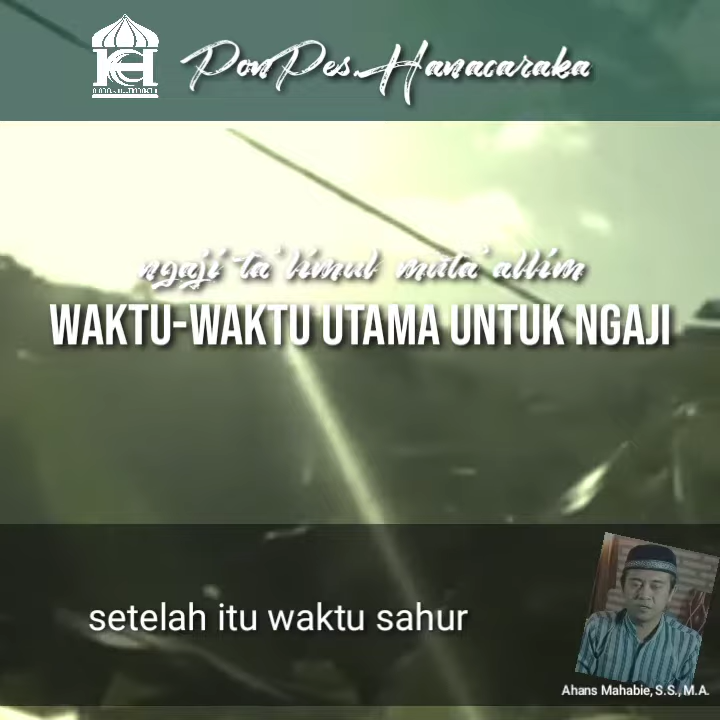 PonPes.Hanacaraka
ngaji ta'limul muta'allim
WAKTU-WAKTU UTAMA UNTUK NGAJI
setelah itu waktu sahur
Ahans Mahabie, S.S., M.A.